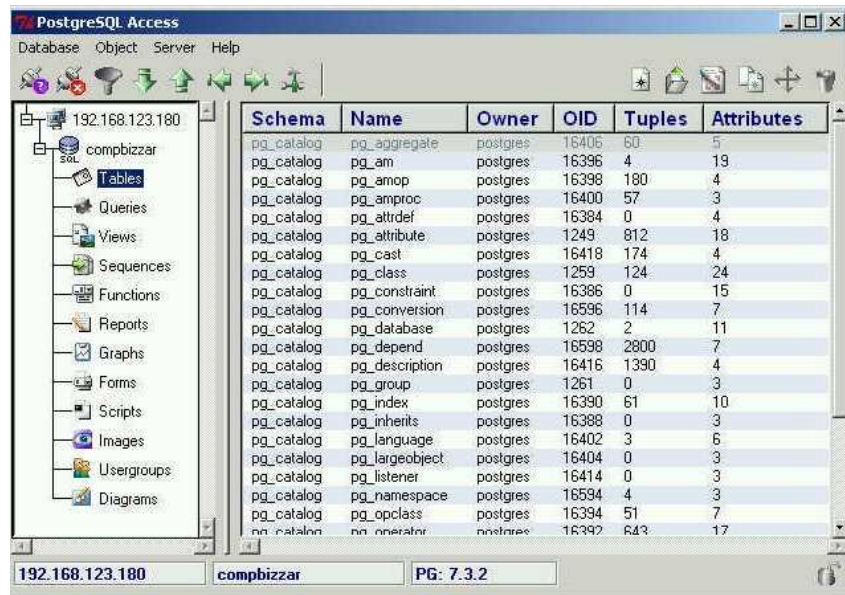 PostgreSQL Access
Database Object Server Help
192.168.123.180
compbizzar
SQL
Tables
Queries
Views
Sequences
Functions
Reports
Graphs
Forms
Scripts
Images
Usergroups
Diagrams
Schema Name Owner OID Tuples Attributes
pg_catalog pg_aggregate postgres 16406 60 5
pg_catalog pg_am postgres 16396 4 19
pg_catalog pg_amop postgres 16398 180 4
pg_catalog pg_amproc postgres 16400 57 3
pg_catalog pg_attrdef postgres 16384 0 4
pg_catalog pg_attribute postgres 1249 812 18
pg_catalog pg_cast postgres 16418 174 4
pg_catalog pg_class postgres 1259 124 24
pg_catalog pg_constraint postgres 16386 0 15
pg_catalog pg_conversion postgres 16596 114 7
pg_catalog pg_database postgres 1262 2 11
pg_catalog pg_depend postgres 16598 2800 7
pg_catalog pg_description postgres 16416 1390 4
pg_catalog pg_group postgres 1261 0 3
pg_catalog pg_index postgres 16390 61 10
pg_catalog pg_inherits postgres 16388 0 3
pg_catalog pg_language postgres 16402 3 6
pg_catalog pg_largeobject postgres 16404 0 3
pg_catalog pg_listener postgres 16414 0 3
pg_catalog pg_namespace postgres 16594 4 3
pg_catalog pg_opclass postgres 16394 51 7
pg_catalog pg_operator postgres 16392 643 17
192.168.123.180 compbizzar PG: 7.3.2